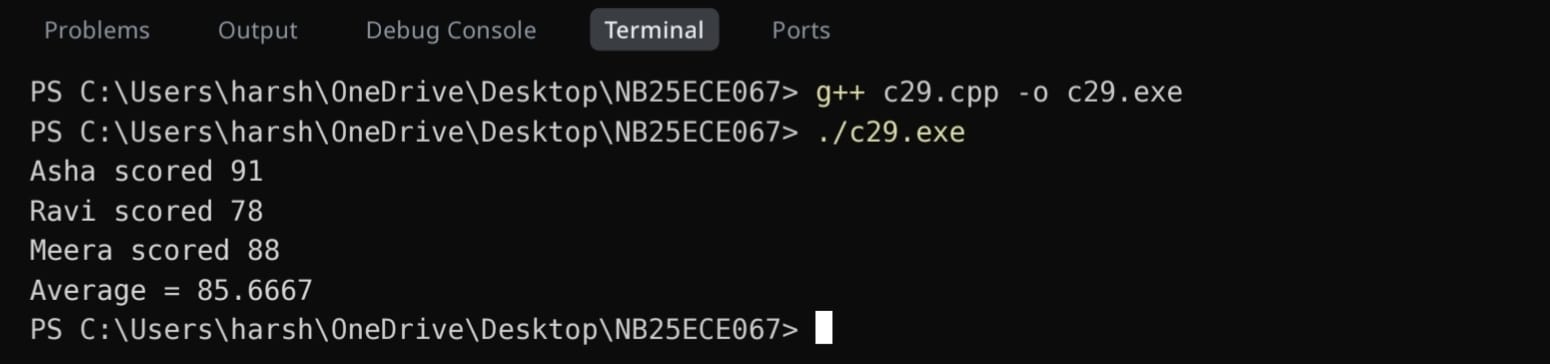 Problems Output Debug Console Terminal Ports
PS C:\Users\harsh\OneDrive\Desktop\NB25ECE067> g++ c29.cpp -o c29.exe
PS C:\Users\harsh\OneDrive\Desktop\NB25ECE067> ./c29.exe
Asha scored 91
Ravi scored 78
Meera scored 88
Average = 85.6667
PS C:\Users\harsh\OneDrive\Desktop\NB25ECE067>